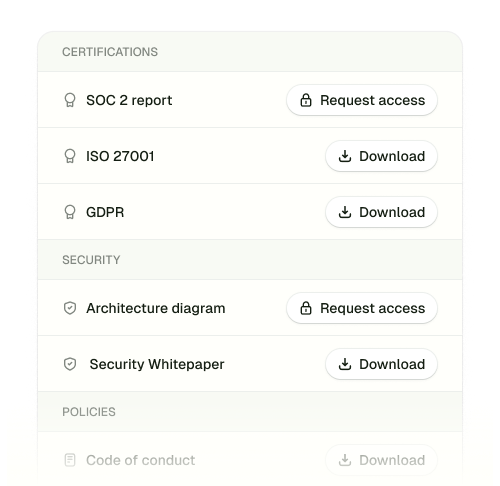 CERTIFICATIONS
SOC 2 report Request access
ISO 27001 Download
GDPR Download
SECURITY
Architecture diagram Request access
Security Whitepaper Download
POLICIES
Code of conduct Download